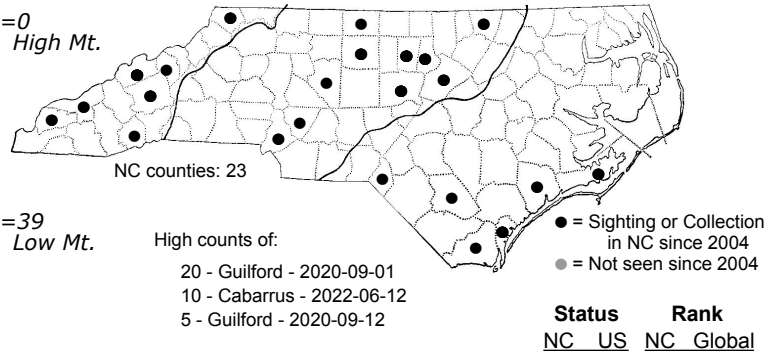 =0
High Mt.
NC counties: 23
=39
Low Mt.
High counts of:
20 - Guilford - 2020-09-01
10 - Cabarrus - 2022-06-12
5 - Guilford - 2020-09-12
● = Sighting or Collection
in NC since 2004
● = Not seen since 2004
Status Rank
NC US NC Global